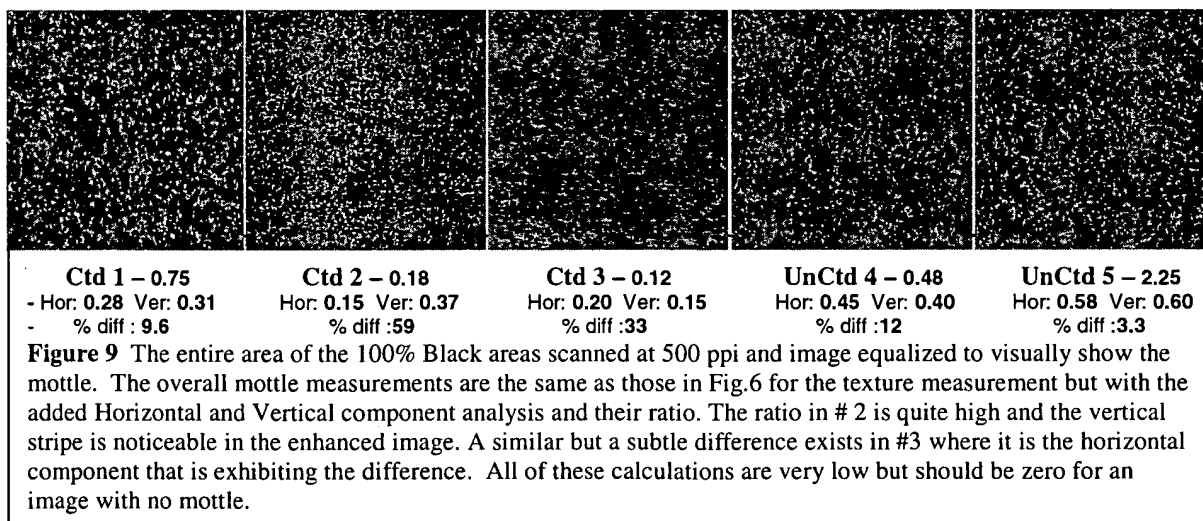 Ctd 1 – 0.75 Ctd 2 – 0.18 Ctd 3 – 0.12 UnCtd 4 – 0.48 UnCtd 5 – 2.25
- Hor: 0.28 Ver: 0.31 Hor: 0.15 Ver: 0.37 Hor: 0.20 Ver: 0.15 Hor: 0.45 Ver: 0.40 Hor: 0.58 Ver: 0.60
- % diff : 9.6 % diff :59 % diff :33 % diff :12 % diff :3.3
Figure 9 The entire area of the 100% Black areas scanned at 500 ppi and image equalized to visually show the
mottle. The overall mottle measurements are the same as those in Fig.6 for the texture measurement but with the
added Horizontal and Vertical component analysis and their ratio. The ratio in # 2 is quite high and the vertical
stripe is noticeable in the enhanced image. A similar but a subtle difference exists in #3 where it is the horizontal
component that is exhibiting the difference. All of these calculations are very low but should be zero for an
image with no mottle.